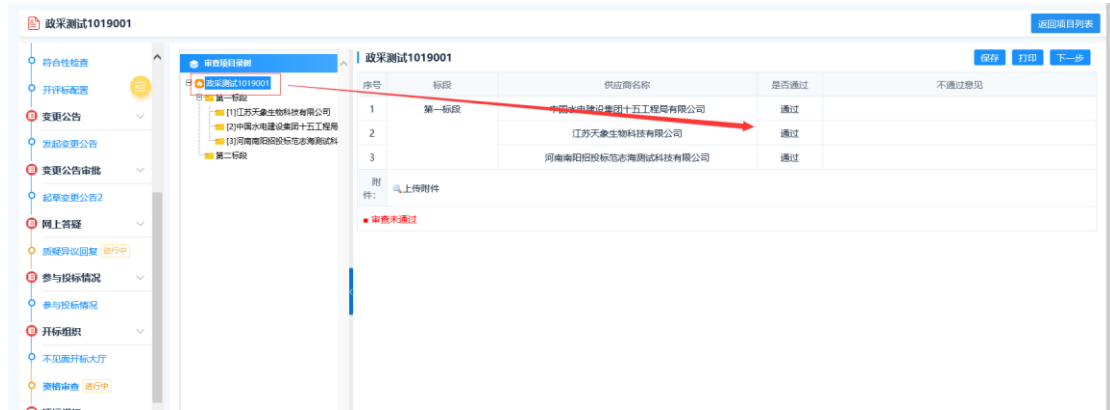 政采测试1019001
返回项目列表
符合性检查
开评标配置
变更公告
发起变更公告
变更公告审批
起草变更公告2
网上答疑
质疑异议回复 进行中
参与投标情况
参与投标情况
开标组织
不见面开标大厅
资格审查 进行中
审查项目录树
政采测试1019001
第一标段
[1]江苏天象生物科技有限公司
[2]中国水电建设集团十五工程局
[3]河南南阳招投标范志海测试科
第二标段
政采测试1019001
保存 打印 下一步
序号 标段 供应商名称 是否通过 不通过意见
1 第一标段 中国水电建设集团十五工程局有限公司 通过
2 江苏天象生物科技有限公司 通过
3 河南南阳招投标范志海测试科技有限公司 通过
附件: 上传附件
审查未通过